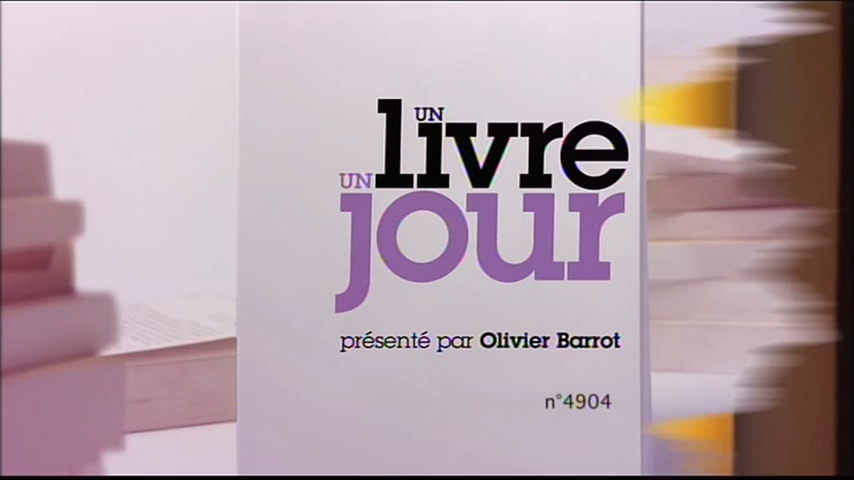 UN
livre
UN
jour
présenté par Olivier Barrot
n°4904